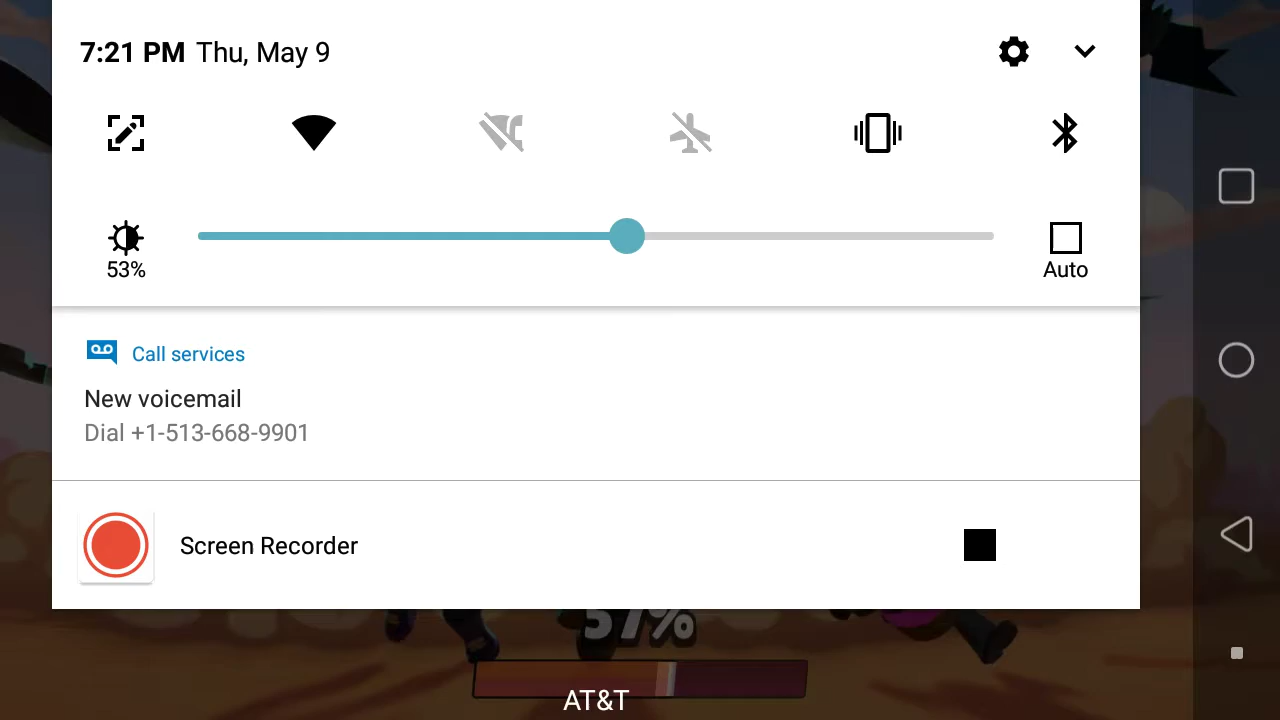 7:21 PM Thu, May 9
53%
Auto
Call services
New voicemail
Dial +1-513-668-9901
Screen Recorder
57%
AT&T